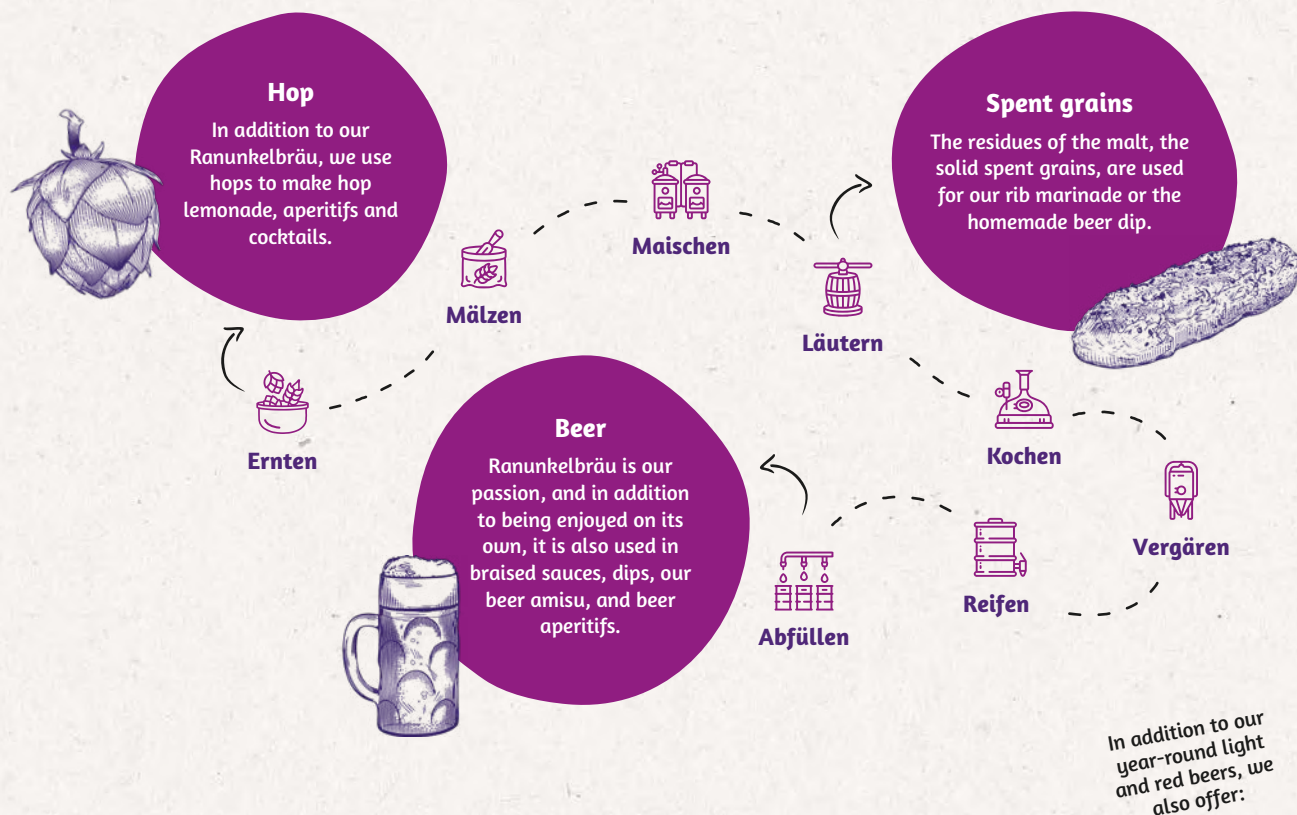 Hop
In addition to our
Ranunkelbräu, we use
hops to make hop
lemonade, aperitifs and
cocktails.
Spent grains
The residues of the malt, the
solid spent grains, are used
for our rib marinade or the
homemade beer dip.
Ernten
Mälzen
Maischen
Läutern
Kochen
Vergären
Reifen
Abfüllen
Beer
Ranunkelbräu is our
passion, and in addition
to being enjoyed on its
own, it is also used in
braised sauces, dips, our
beer amisu, and beer
aperitifs.
In addition to our
year-round light
and red beers, we
also offer: